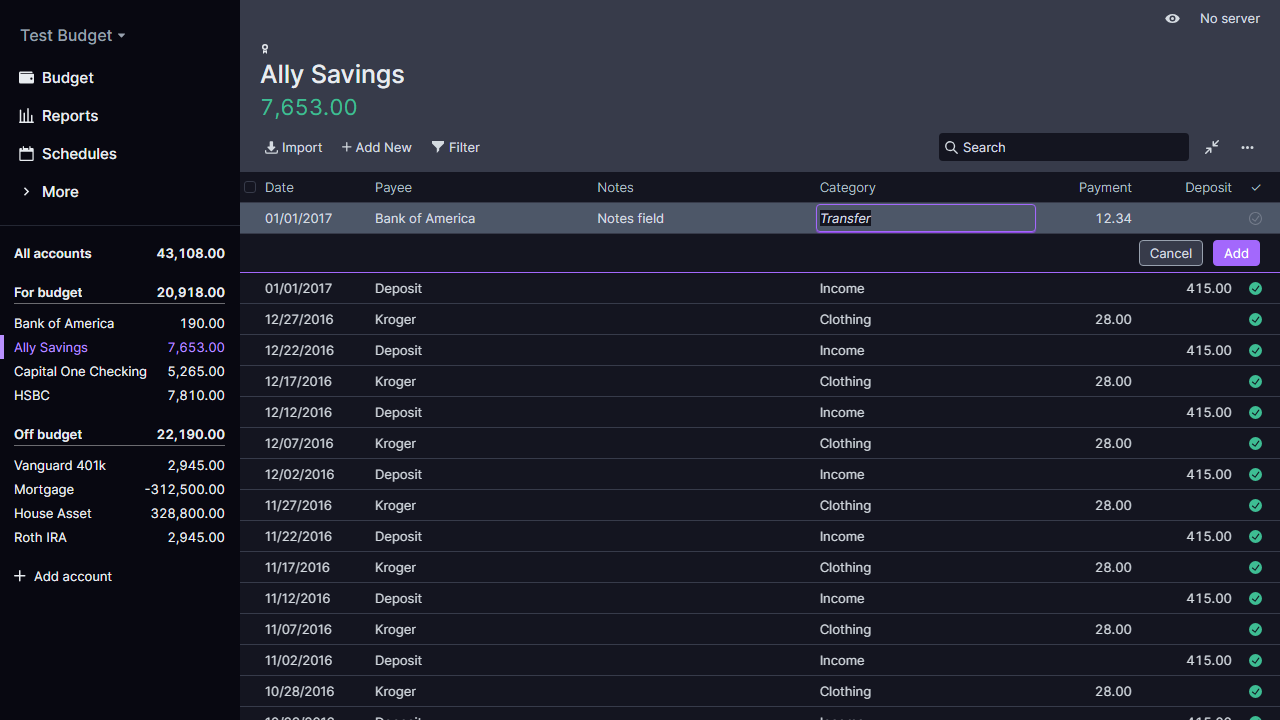 Test Budget
Budget
Reports
Schedules
More
All accounts 43,108.00
For budget 20,918.00
Bank of America 190.00
Ally Savings 7,653.00
Capital One Checking 5,265.00
HSBC 7,810.00
Off budget 22,190.00
Vanguard 401k 2,945.00
Mortgage -312,500.00
House Asset 328,800.00
Roth IRA 2,945.00
Add account
No server
Ally Savings
7,653.00
Import Add New Filter Search
Date Payee Notes Category Payment Deposit
01/01/2017 Bank of America Notes field Transfer 12.34
Cancel Add
01/01/2017 Deposit Income 415.00
12/27/2016 Kroger Clothing 28.00
12/22/2016 Deposit Income 415.00
12/17/2016 Kroger Clothing 28.00
12/12/2016 Deposit Income 415.00
12/07/2016 Kroger Clothing 28.00
12/02/2016 Deposit Income 415.00
11/27/2016 Kroger Clothing 28.00
11/22/2016 Deposit Income 415.00
11/17/2016 Kroger Clothing 28.00
11/12/2016 Deposit Income 415.00
11/07/2016 Kroger Clothing 28.00
11/02/2016 Deposit Income 415.00
10/28/2016 Kroger Clothing 28.00